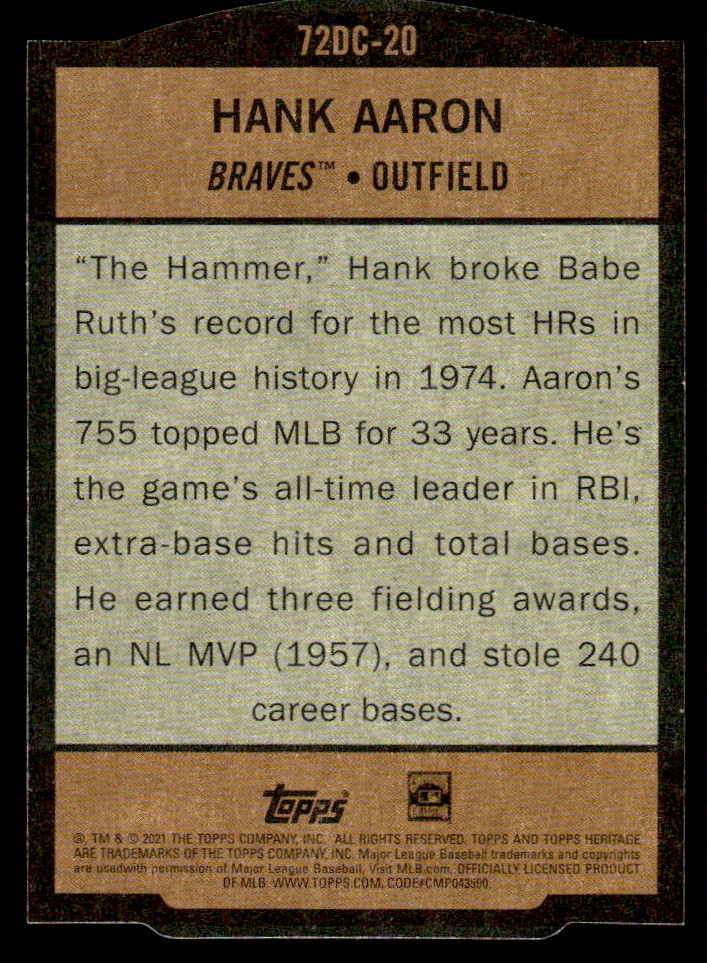 72DC-20
HANK AARON
BRAVES™ • OUTFIELD
“The Hammer,” Hank broke Babe
Ruth’s record for the most HRs in
big-league history in 1974. Aaron’s
755 topped MLB for 33 years. He’s
the game’s all-time leader in RBI,
extra-base hits and total bases.
He earned three fielding awards,
an NL MVP (1957), and stole 240
career bases.
Topps®
®, TM & © 2021 THE TOPPS COMPANY, INC. ALL RIGHTS RESERVED. TOPPS AND TOPPS HERITAGE
ARE TRADEMARKS OF THE TOPPS COMPANY, INC. Major League Baseball trademarks and copyrights
are usedwith permission of Major League Baseball. Visit MLB.com. OFFICIALLY LICENSED PRODUCT
OF MLB. WWW.TOPPS.COM. CODE#CMP043590.